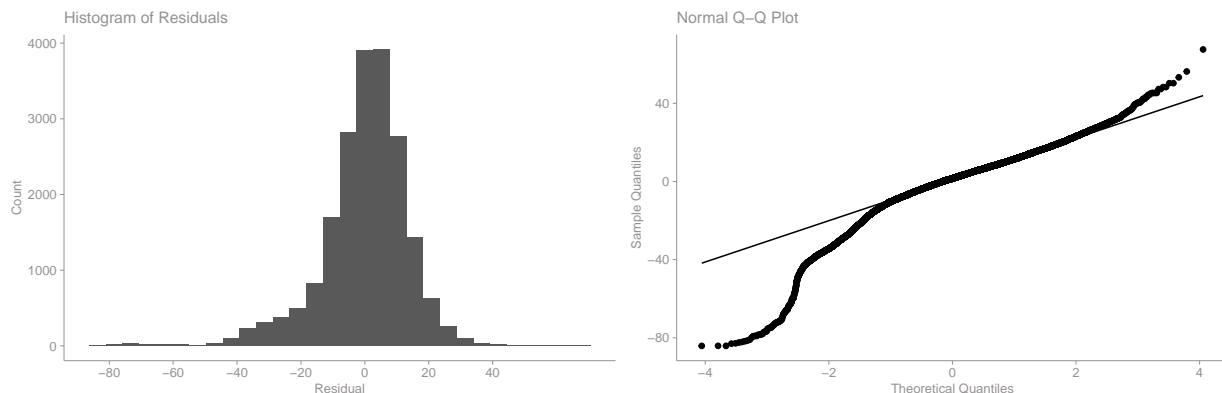 Histogram of Residuals
4000
3000
2000
1000
0
Count
−80 −60 −40 −20 0 20 40
Residual
Normal Q−Q Plot
40
0
−40
−80
Sample Quantiles
−4 −2 0 2 4
Theoretical Quantiles